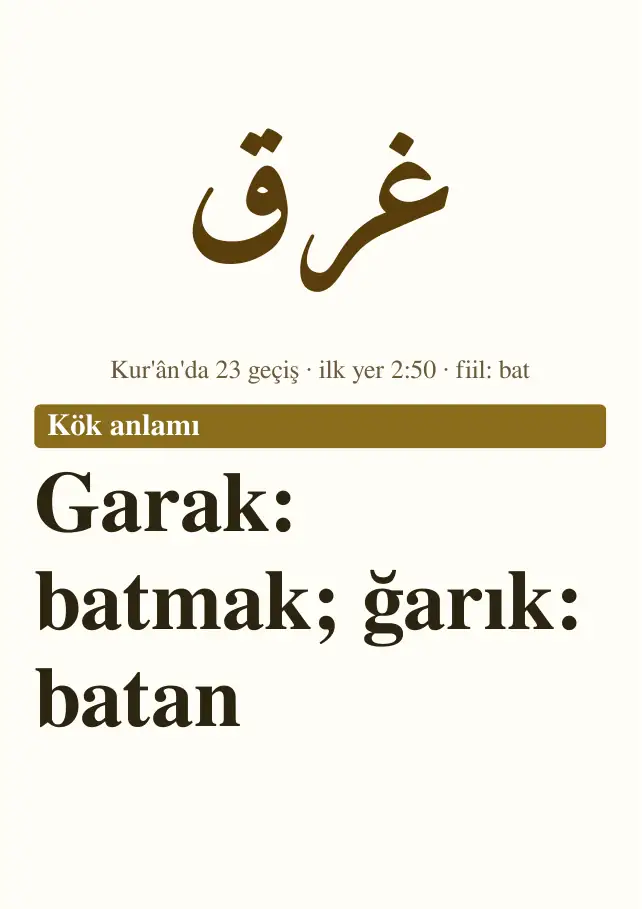 غرق
Kur'ân'da 23 geçiş · ilk yer 2:50 · fiil: bat
Kök anlamı
Garak:
batmak; ğarık:
batan